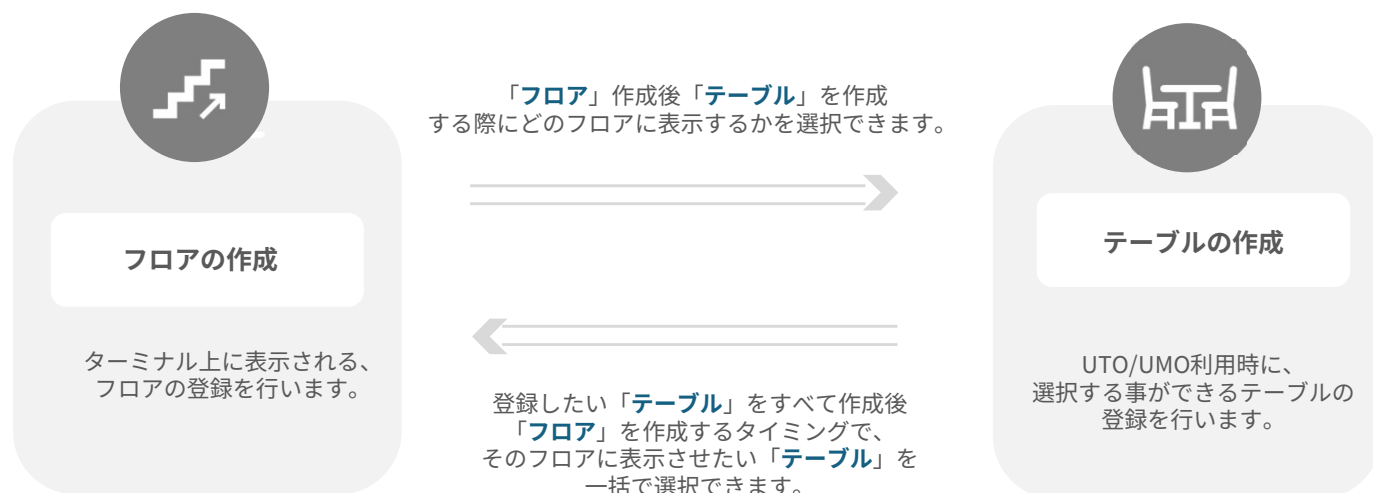 「フロア」作成後「テーブル」を作成
する際にどのフロアに表示するかを選択できます。
フロアの作成
ターミナル上に表示される、
フロアの登録を行います。
テーブルの作成
UTO/UMO利用時に、
選択する事ができるテーブルの
登録を行います。
登録したい「テーブル」をすべて作成後
「フロア」を作成するタイミングで、
そのフロアに表示させたい「テーブル」を
一括で選択できます。